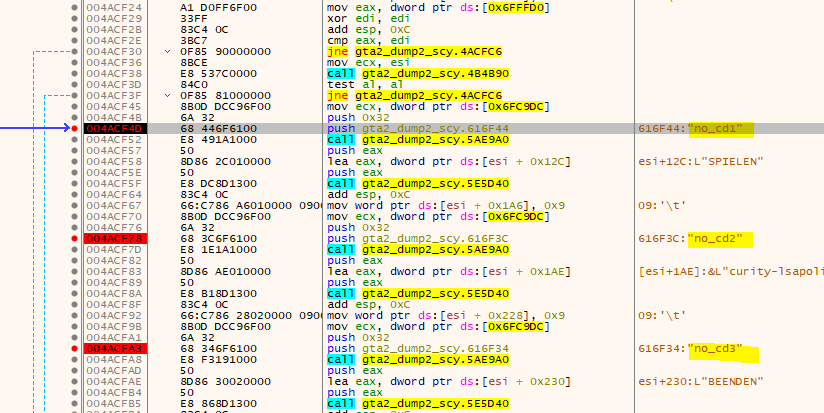 004ACF24 A1 D0FF6F00 mov eax, dword ptr ds:[0x6FFFD0]
004ACF29 33FF xor edi, edi
004ACF2B 83C4 0C add esp, 0xC
004ACF2E 3BC7 cmp eax, edi
004ACF30 0F85 90000000 jne gta2_dump2_scy.4ACFC6
004ACF36 8BCE mov ecx, esi
004ACF38 E8 537C0000 call gta2_dump2_scy.4B4B90
004ACF3D 84C0 test al, al
004ACF3F 0F85 81000000 jne gta2_dump2_scy.4ACFC6
004ACF45 8B0D DCC96F00 mov ecx, dword ptr ds:[0x6FC9DC]
004ACF4B 6A 32 push 0x32
004ACF4D 68 446F6100 push gta2_dump2_scy.616F44 616F44:"no_cd1"
004ACF52 E8 491A1000 call gta2_dump2_scy.5AE9A0
004ACF57 50 push eax
004ACF58 8D86 2C010000 lea eax, dword ptr ds:[esi + 0x12C] esi+12C:L"SPIELEN"
004ACF5E 50 push eax
004ACF5F E8 DC8D1300 call gta2_dump2_scy.5E5D40
004ACF64 83C4 0C add esp, 0xC
004ACF67 66:C786 A6010000 090 mov word ptr ds:[esi + 0x1A6], 0x9 09:'\t'
004ACF70 8B0D DCC96F00 mov ecx, dword ptr ds:[0x6FC9DC]
004ACF76 6A 32 push 0x32
004ACF78 68 3C6F6100 push gta2_dump2_scy.616F3C 616F3C:"no_cd2"
004ACF7D E8 1E1A1000 call gta2_dump2_scy.5AE9A0
004ACF82 50 push eax
004ACF83 8D86 AE010000 lea eax, dword ptr ds:[esi + 0x1AE] [esi+1AE]:&L"curity-lsapoli
004ACF89 50 push eax
004ACF8A E8 B18D1300 call gta2_dump2_scy.5E5D40
004ACF8F 83C4 0C add esp, 0xC
004ACF92 66:C786 28020000 090 mov word ptr ds:[esi + 0x228], 0x9 09:'\t'
004ACF9B 8B0D DCC96F00 mov ecx, dword ptr ds:[0x6FC9DC]
004ACFA1 6A 32 push 0x32
004ACFA3 68 346F6100 push gta2_dump2_scy.616F34 616F34:"no_cd3"
004ACFA8 E8 F3191000 call gta2_dump2_scy.5AE9A0
004ACFAD 50 push eax
004ACFAE 8D86 30020000 lea eax, dword ptr ds:[esi + 0x230] esi+230:L"BEENDEN"
004ACFB4 50 push eax
004ACFB5 E8 868D1300 call gta2_dump2_scy.5E5D40